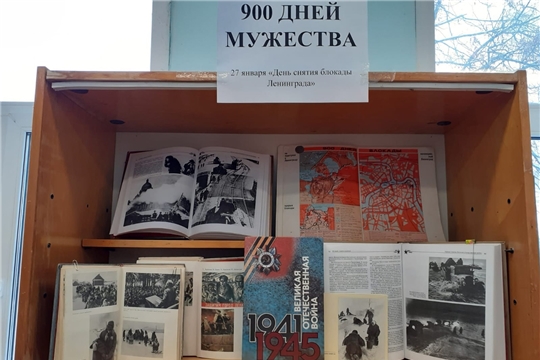 900 ДНЕЙ
МУЖЕСТВА
27 января «День снятия блокады
Ленинграда»
ВЕЛИКАЯ
ОТЕЧЕСТВЕННАЯ
ВОЙНА
1941
1945